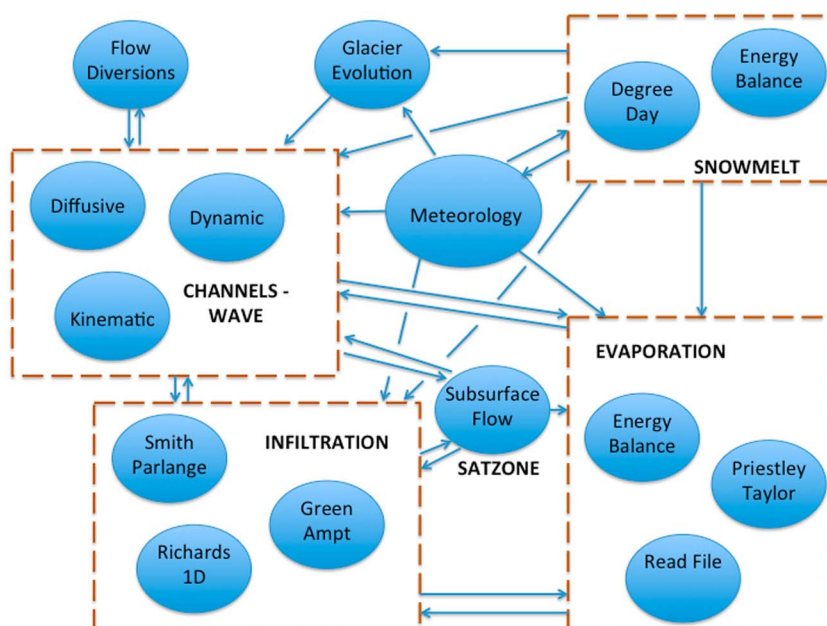 Flow
Diversions
Glacier
Evolution
Degree
Day
Energy
Balance
SNOWMELT
Meteorology
Diffusive
Dynamic
Kinematic
CHANNELS -
WAVE
EVAPORATION
Energy
Balance
Priestley
Taylor
Read File
Subsurface
Flow
SATZONE
INFILTRATION
Smith
Parlange
Green
Ampt
Richards
1D